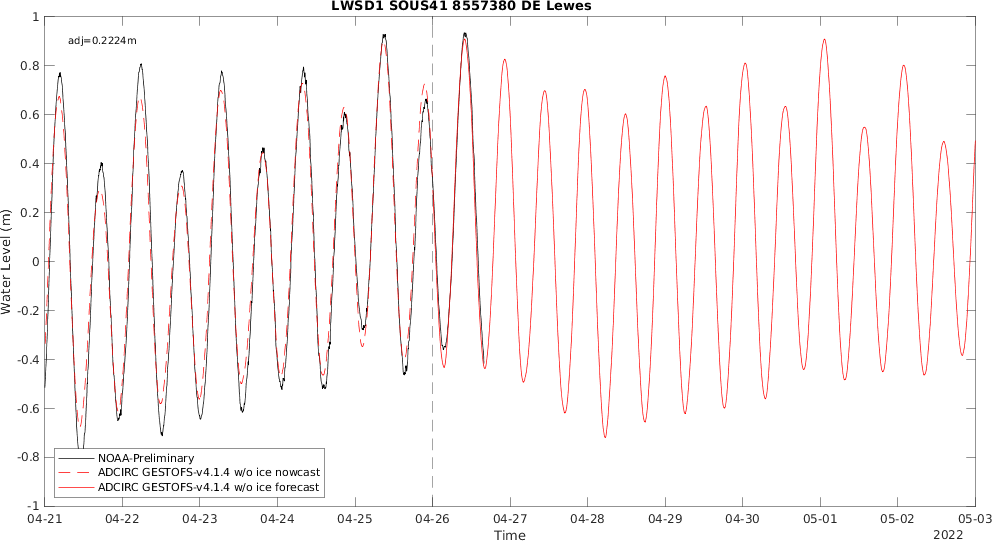 LWSD1 SOUS41 8557380 DE Lewes
adj=0.2224m
1
0.8
0.6
0.4
0.2
0
-0.2
-0.4
-0.6
-0.8
-1
Water Level (m)
NOAA-Preliminary
ADCIRC GESTOFS-v4.1.4 w/o ice nowcast
ADCIRC GESTOFS-v4.1.4 w/o ice forecast
04-21 04-22 04-23 04-24 04-25 04-26 04-27 04-28 04-29 04-30 05-01 05-02 05-03
Time
2022